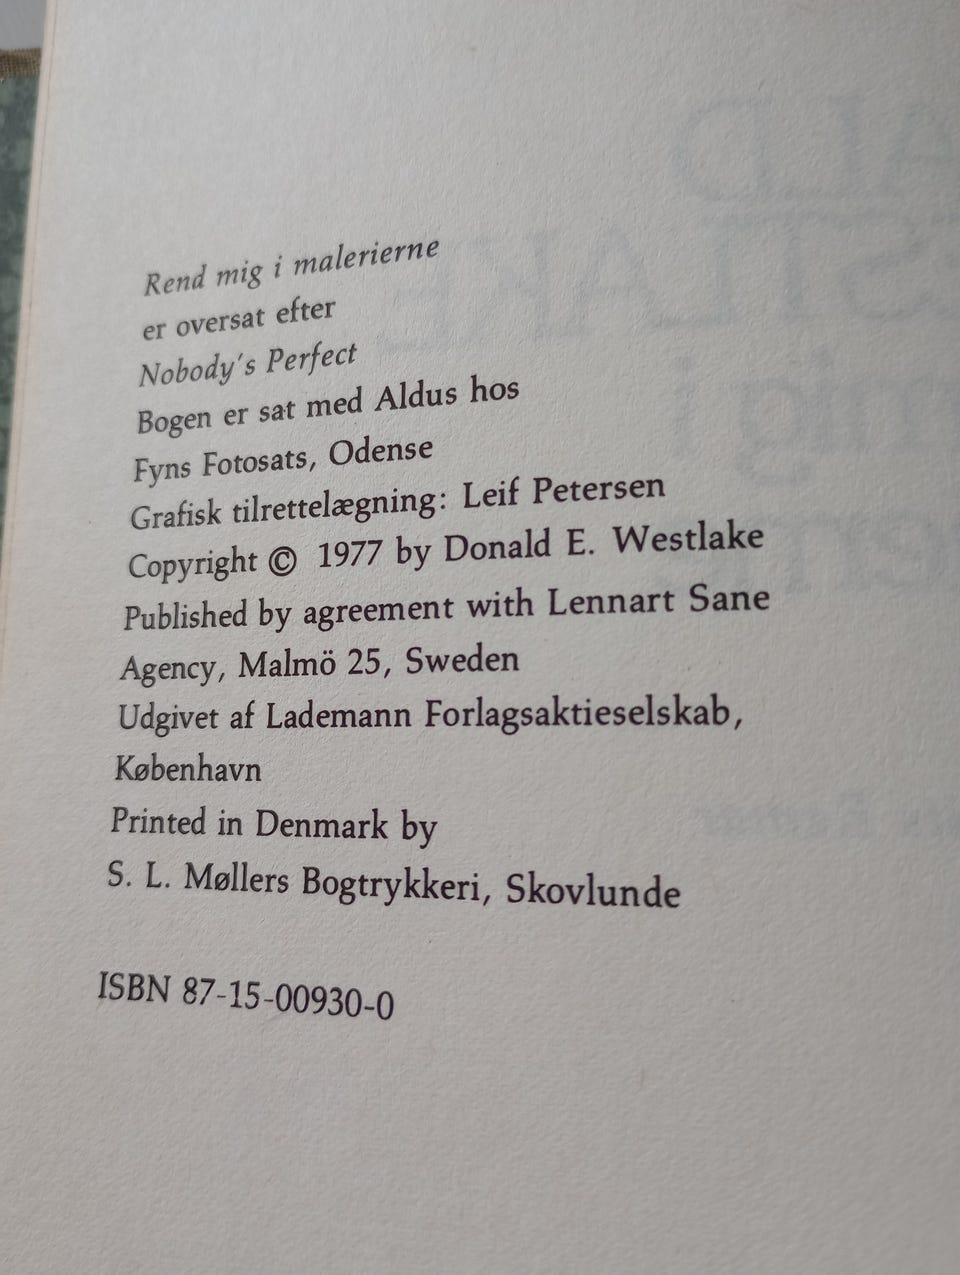 Rend mig i malerierne
er oversat efter
Nobody's Perfect
Bogen er sat med Aldus hos
Fyns Fotosats, Odense
Grafisk tilrettelægning: Leif Petersen
Copyright © 1977 by Donald E. Westlake
Published by agreement with Lennart Sane
Agency, Malmö 25, Sweden
Udgivet af Lademann Forlagsaktieselskab,
København
Printed in Denmark by
S. L. Møllers Bogtrykkeri, Skovlunde
ISBN 87-15-00930-0